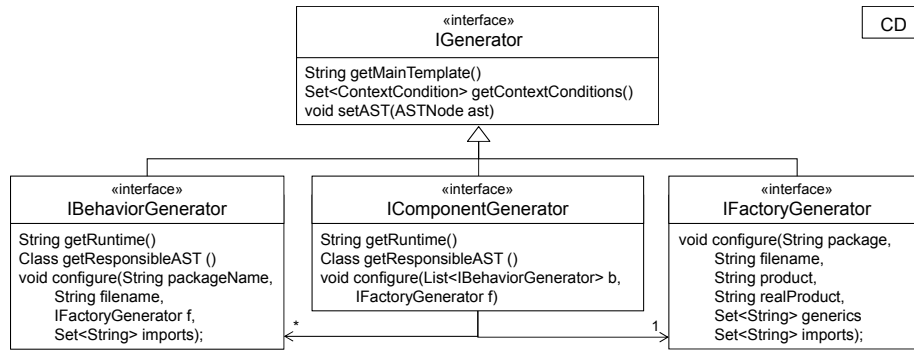 «interface»
IGenerator
CD
String getMainTemplate()
Set<ContextCondition> getContextConditions()
void setAST(ASTNode ast)
«interface»
IBehaviorGenerator
String getRuntime()
Class getResponsibleAST ()
void configure(String packageName,
String filename,
IFactoryGenerator f,
Set<String> imports);
«interface»
IComponentGenerator
String getRuntime()
Class getResponsibleAST ()
void configure(List<IBehaviorGenerator> b,
IFactoryGenerator f)
«interface»
IFactoryGenerator
void configure(String package,
String filename,
String product,
String realProduct,
Set<String> generics
Set<String> imports);
*
1